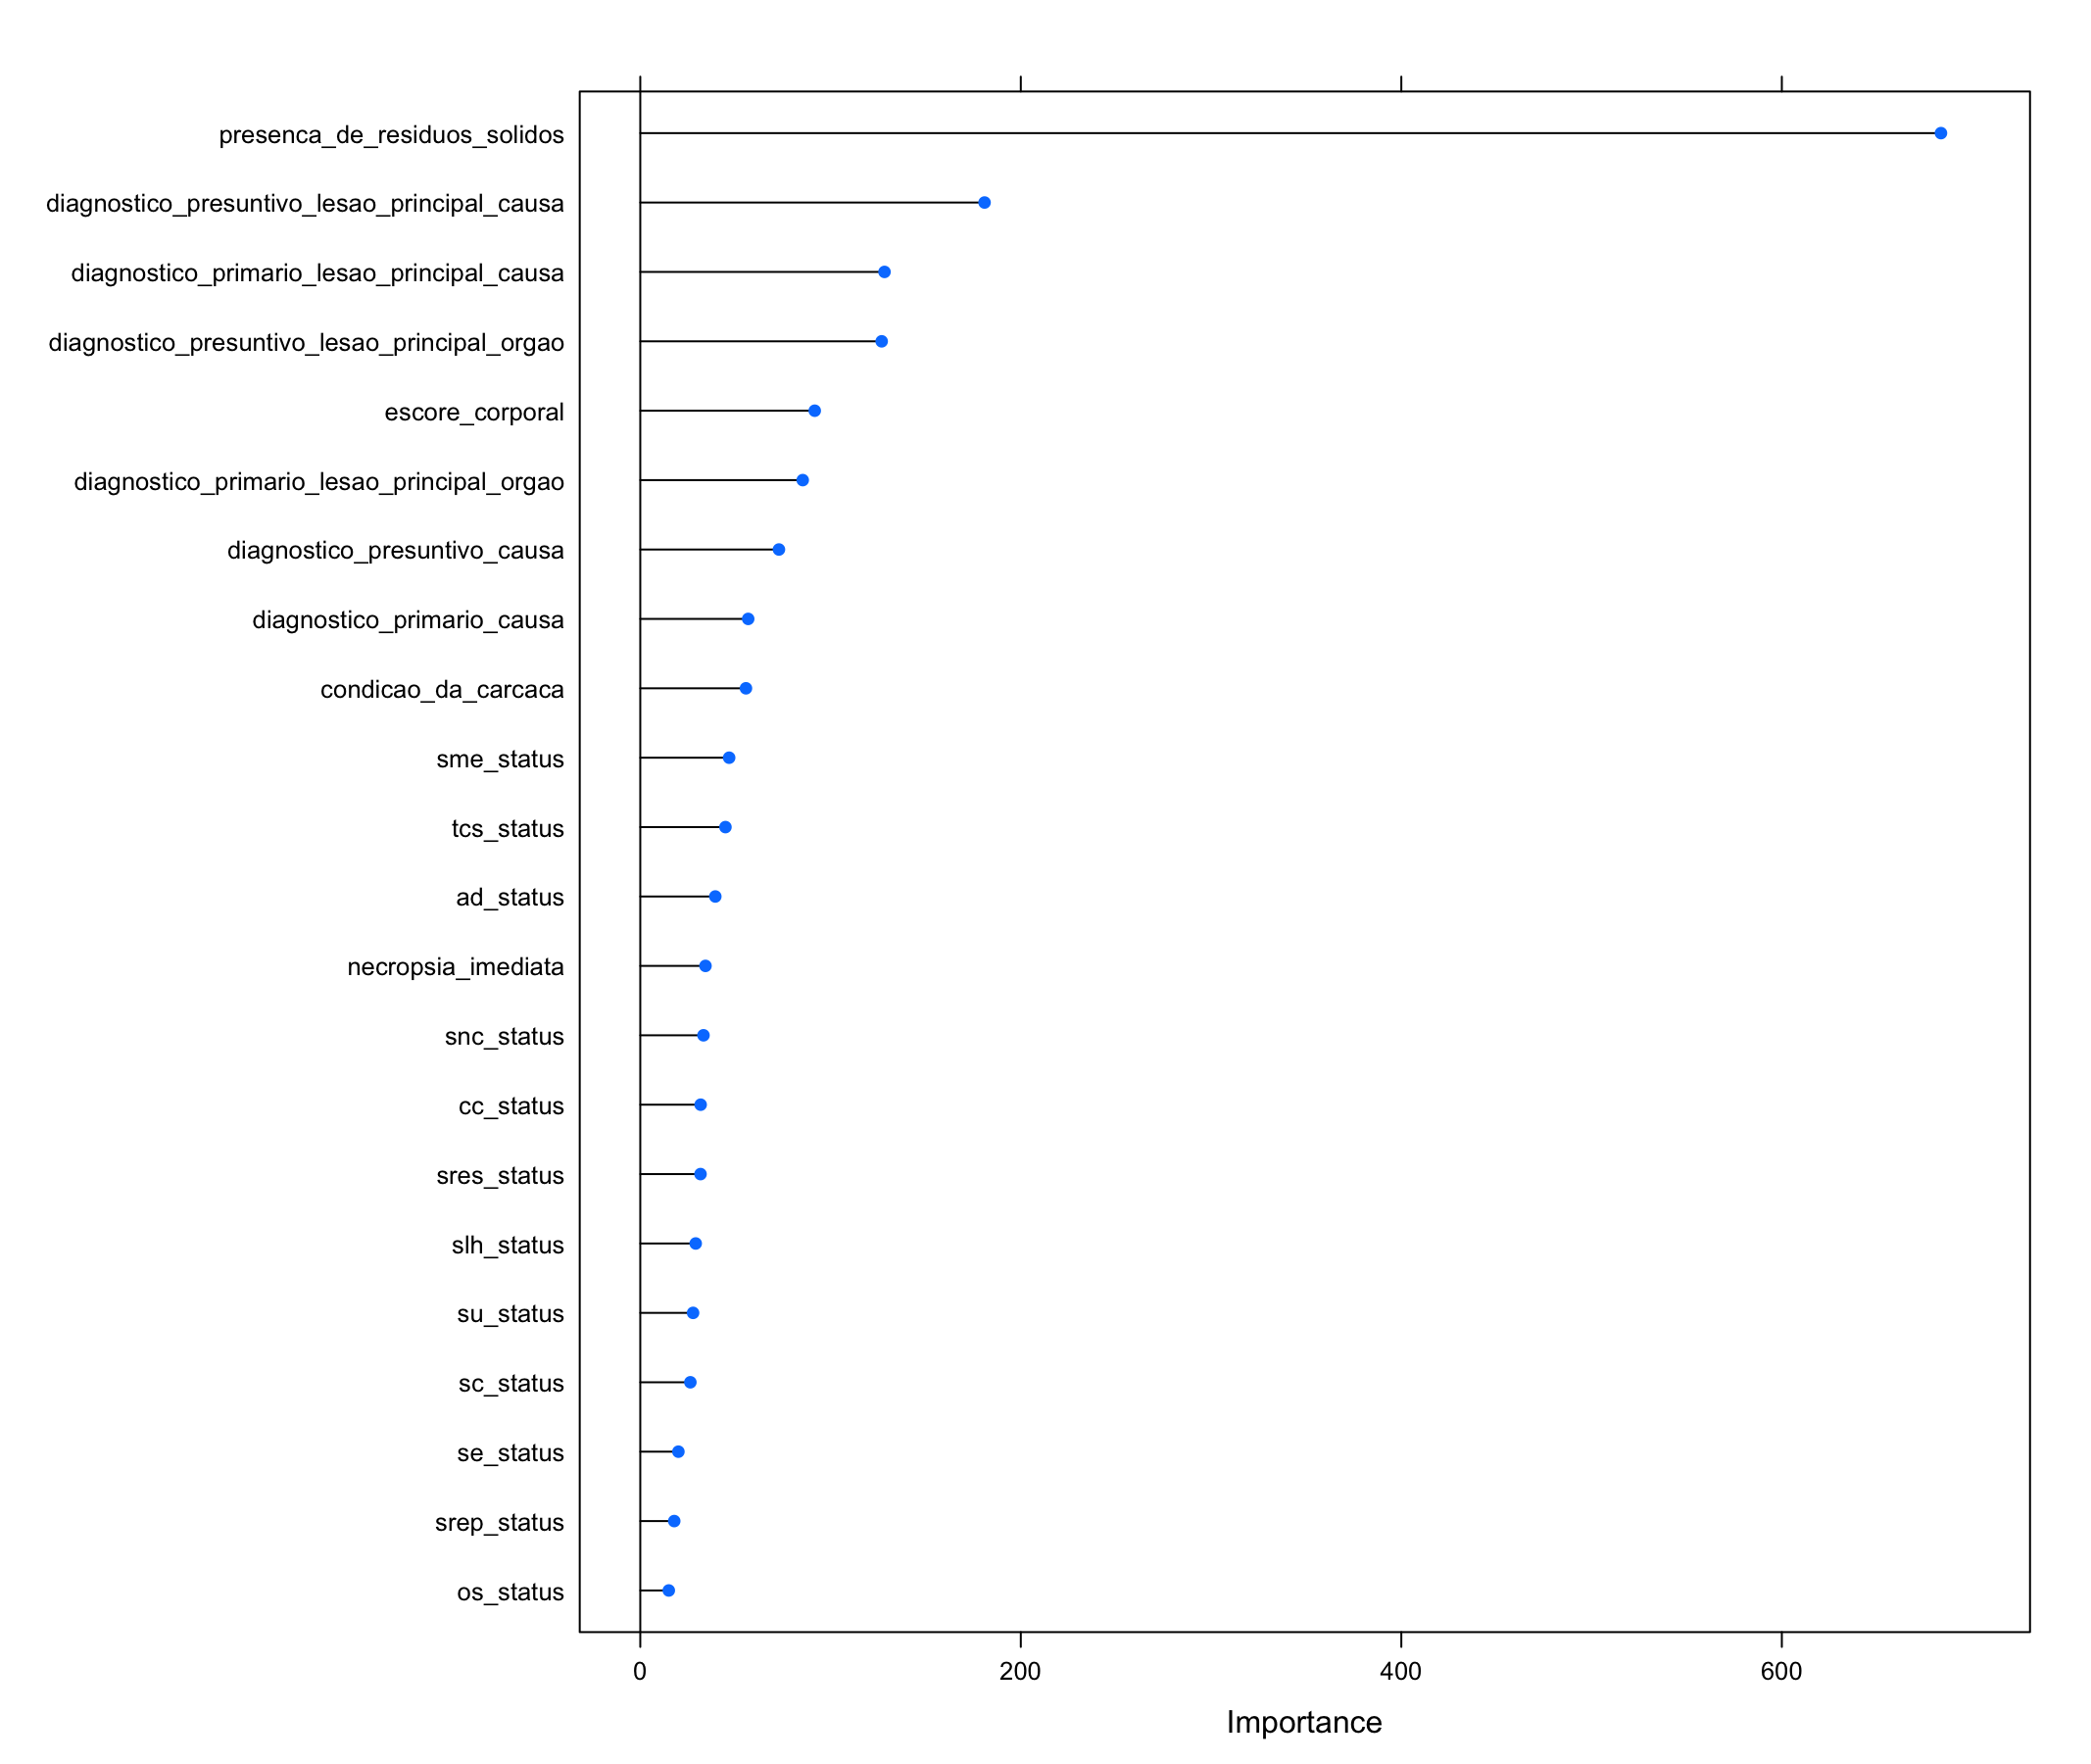 presenca_de_residuos_solidos
diagnostico_presuntivo_lesao_principal_causa
diagnostico_primario_lesao_principal_causa
diagnostico_presuntivo_lesao_principal_orgao
escore_corporal
diagnostico_primario_lesao_principal_orgao
diagnostico_presuntivo_causa
diagnostico_primario_causa
condicao_da_carcaca
sme_status
tcs_status
ad_status
necropsia_imediata
snc_status
cc_status
sres_status
slh_status
su_status
sc_status
se_status
srep_status
os_status
0 200 400 600
Importance